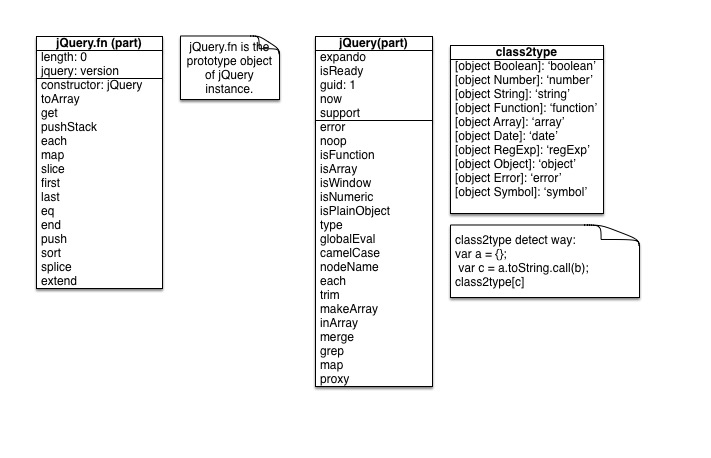 jQuery.fn (part)
length: 0
jquery: version
constructor: jQuery
toArray
get
pushStack
each
map
slice
first
last
eq
end
push
sort
splice
extend
jQuery.fn is the
prototype object
of jQuery
instance.
jQuery(part)
expando
isReady
guid: 1
now
support
error
noop
isFunction
isArray
isWindow
isNumeric
isPlainObject
type
globalEval
camelCase
nodeName
each
trim
makeArray
inArray
merge
grep
map
proxy
class2type
[object Boolean]: ‘boolean’
[object Number]: ‘number’
[object String]: ‘string’
[object Function]: ‘function’
[object Array]: ‘array’
[object Date]: ‘date’
[object RegExp]: ‘regExp’
[object Object]: ‘object’
[object Error]: ‘error’
[object Symbol]: ‘symbol’
class2type detect way:
var a = {};
var c = a.toString.call(b);
class2type[c]